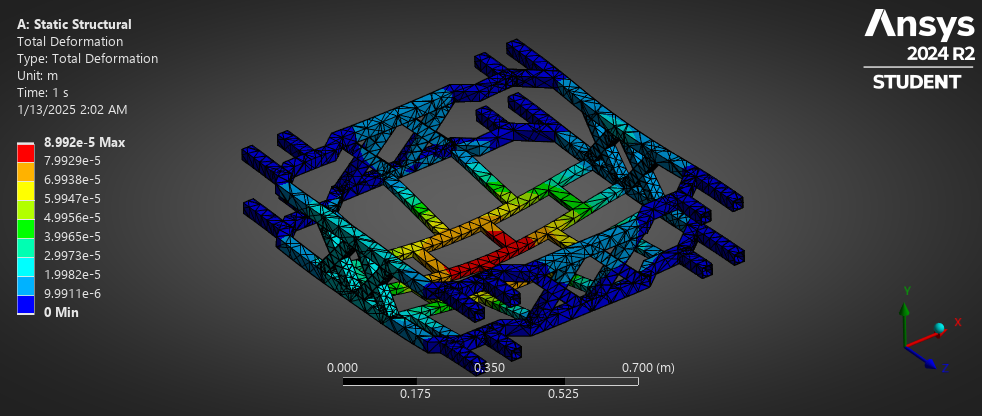 A: Static Structural
Total Deformation
Type: Total Deformation
Unit: m
Time: 1 s
1/13/2025 2:02 AM
8.992e-5 Max
7.9929e-5
6.9938e-5
5.9947e-5
4.9956e-5
3.9965e-5
2.9973e-5
1.9982e-5
9.9911e-6
0 Min
Ansys
2024 R2
STUDENT
Y
X
Z
0.000 0.350 0.700 (m)
0.175 0.525